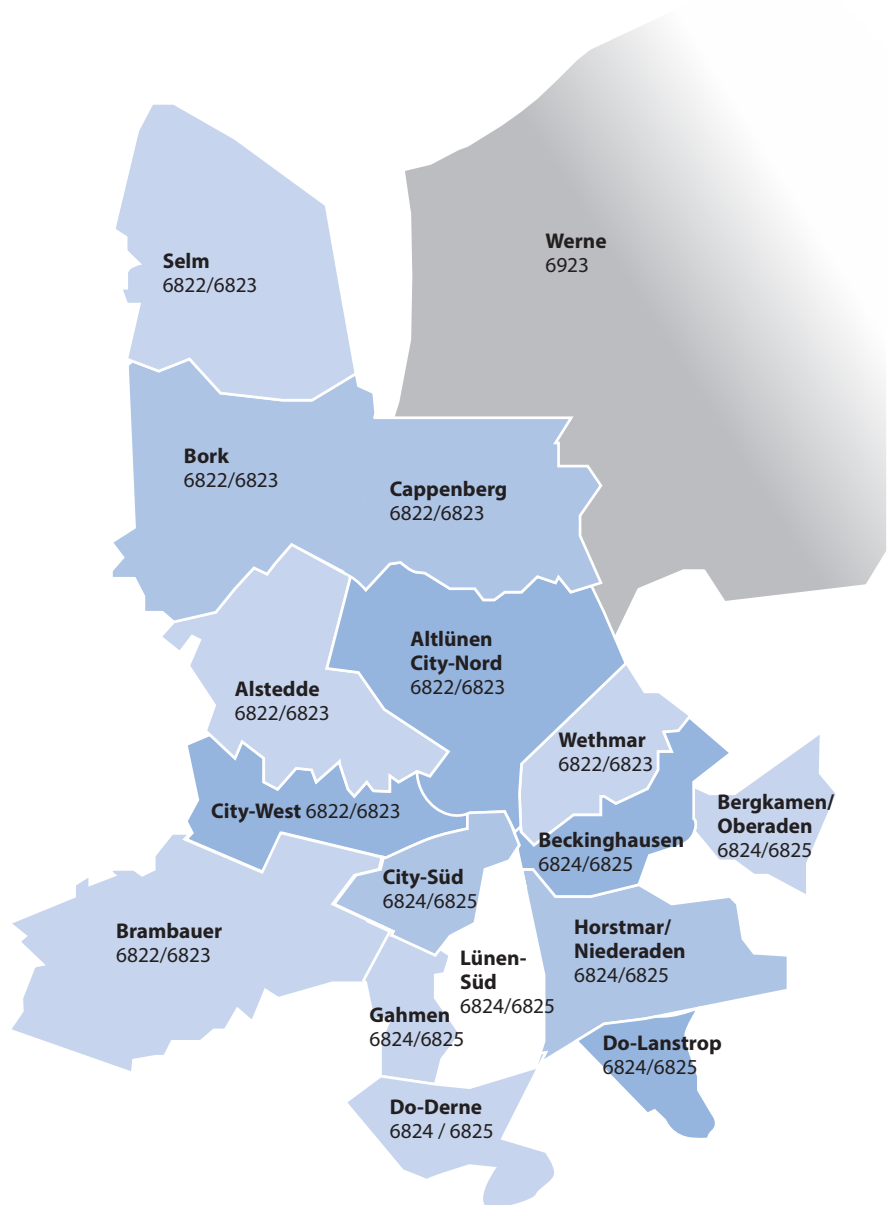 Werne
6923
Selm
6822/6823
Bork
6822/6823
Cappenberg
6822/6823
Altlünen
City-Nord
6822/6823
Alstedde
6822/6823
Wethmar
6822/6823
City-West 6822/6823
Bergkamen/
Oberaden
6824/6825
Beckinghausen
6824/6825
City-Süd
6824/6825
Brambauer
6822/6823
Horstmar/
Niederaden
6824/6825
Lünen-
Süd
6824/6825
Gahmen
6824/6825
Do-Lanstrop
6824/6825
Do-Derne
6824 / 6825